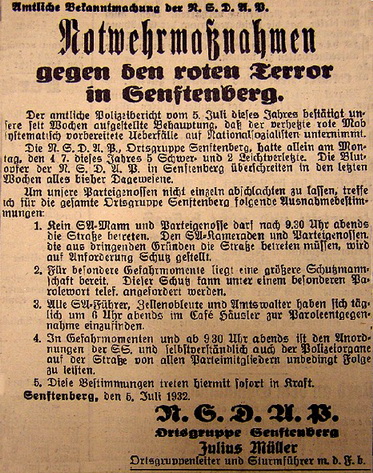 Amtliche Bekanntmachung der N. S. D. A. P.
Notwehrmaßnahmen
gegen den roten Terror
in Senftenberg.
Der amtliche Polizeibericht vom 5. Juli dieses Jahres bestätigt un-
sere seit Wochen aufgestellte Behauptung, daß der verhetzte rote Mob
systematisch vorbereitete Ueberfälle auf Nationalsozialisten unternimmt.
Die N. S. D. A. P., Ortsgruppe Senftenberg, hatte allein am Mon-
tag, den 4. 7. dieses Jahres 5 Schwer- und 2 Leichtverletzte. Die Blut-
opfer der N. S. D. A. P. in Senftenberg überschreiten in den letzten
Wochen alles bisher Dagewesene.
Um unsere Parteigenossen nicht einzeln abschlachten zu lassen, treffe
ich für die gesamte Ortsgruppe Senftenberg folgende Ausnahmebestim-
mungen:
1. Kein SA-Mann und Parteigenosse darf nach 9.30 Uhr abends
die Straße betreten. Den SA-Kameraden und Parteigenossen,
die aus dringenden Gründen die Straße betreten müssen, wird
auf Anforderung Schutz gestellt.
2. Für besondere Gefahrmomente liegt eine größere Schutzmann-
schaft bereit. Dieser Schutz kann unter einem besonderen Pa-
rolewort telef. angefordert werden.
3. Alle SA-Führer, Zellenobleute und Amtswalter haben sich täg-
lich um 6 Uhr abends im Café Häusler zur Paroleentgegen-
nahme einzufinden.
4. In Gefahrmomenten und ab 9 30 Uhr abends ist den Anord-
nungen der SS. und selbstverständlich auch der Polizeiorgane
auf der Straße von allen Parteimitgliedern unbedingt Folge
zu leisten.
5. Diese Bestimmungen treten hiermit sofort in Kraft.
Senftenberg, den 5. Juli 1932.
N. S. D. A. P.
Ortsgruppe Senftenberg
Julius Müller
Ortsgruppenleiter und Sturmführer m. d. F. b.